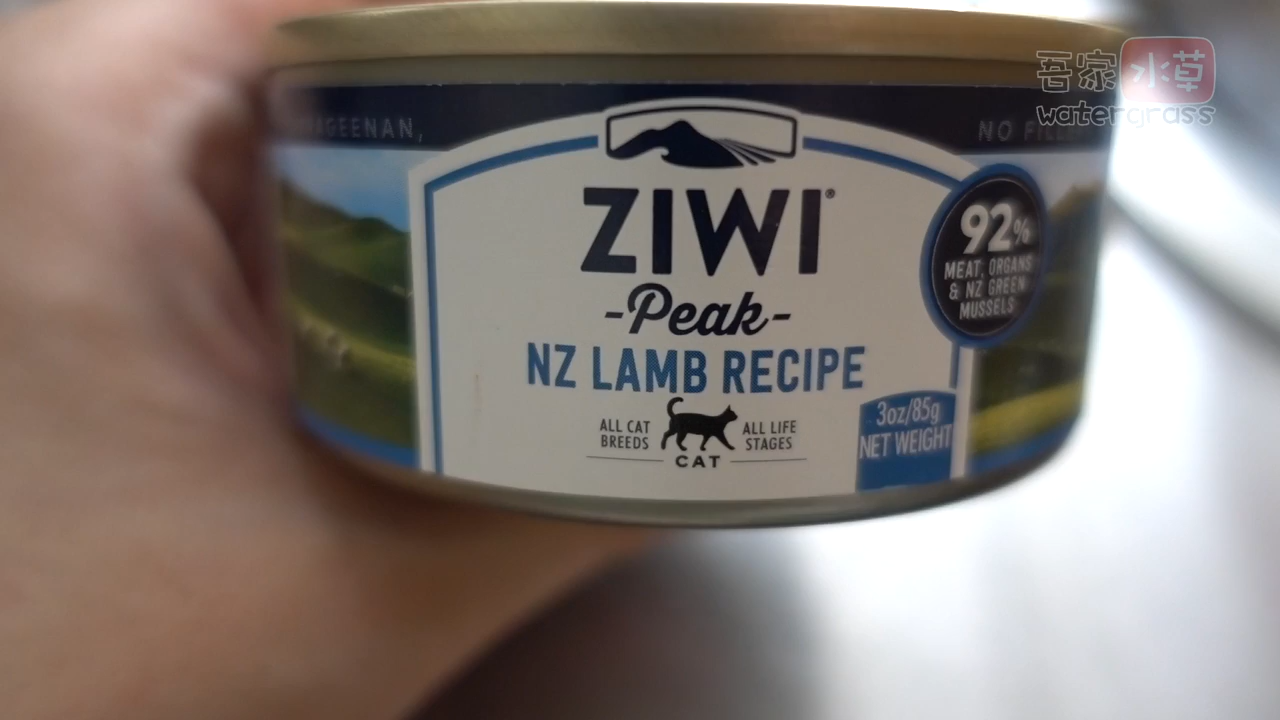 吾家水草
watergrass
NO
ZIWI®
-Peak-
NZ LAMB RECIPE
92%
MEAT, ORGANS
& NZ GREEN
MUSSELS
ALL CAT
BREEDS
ALL LIFE
STAGES
CAT
3oz/85g
NET WEIGHT